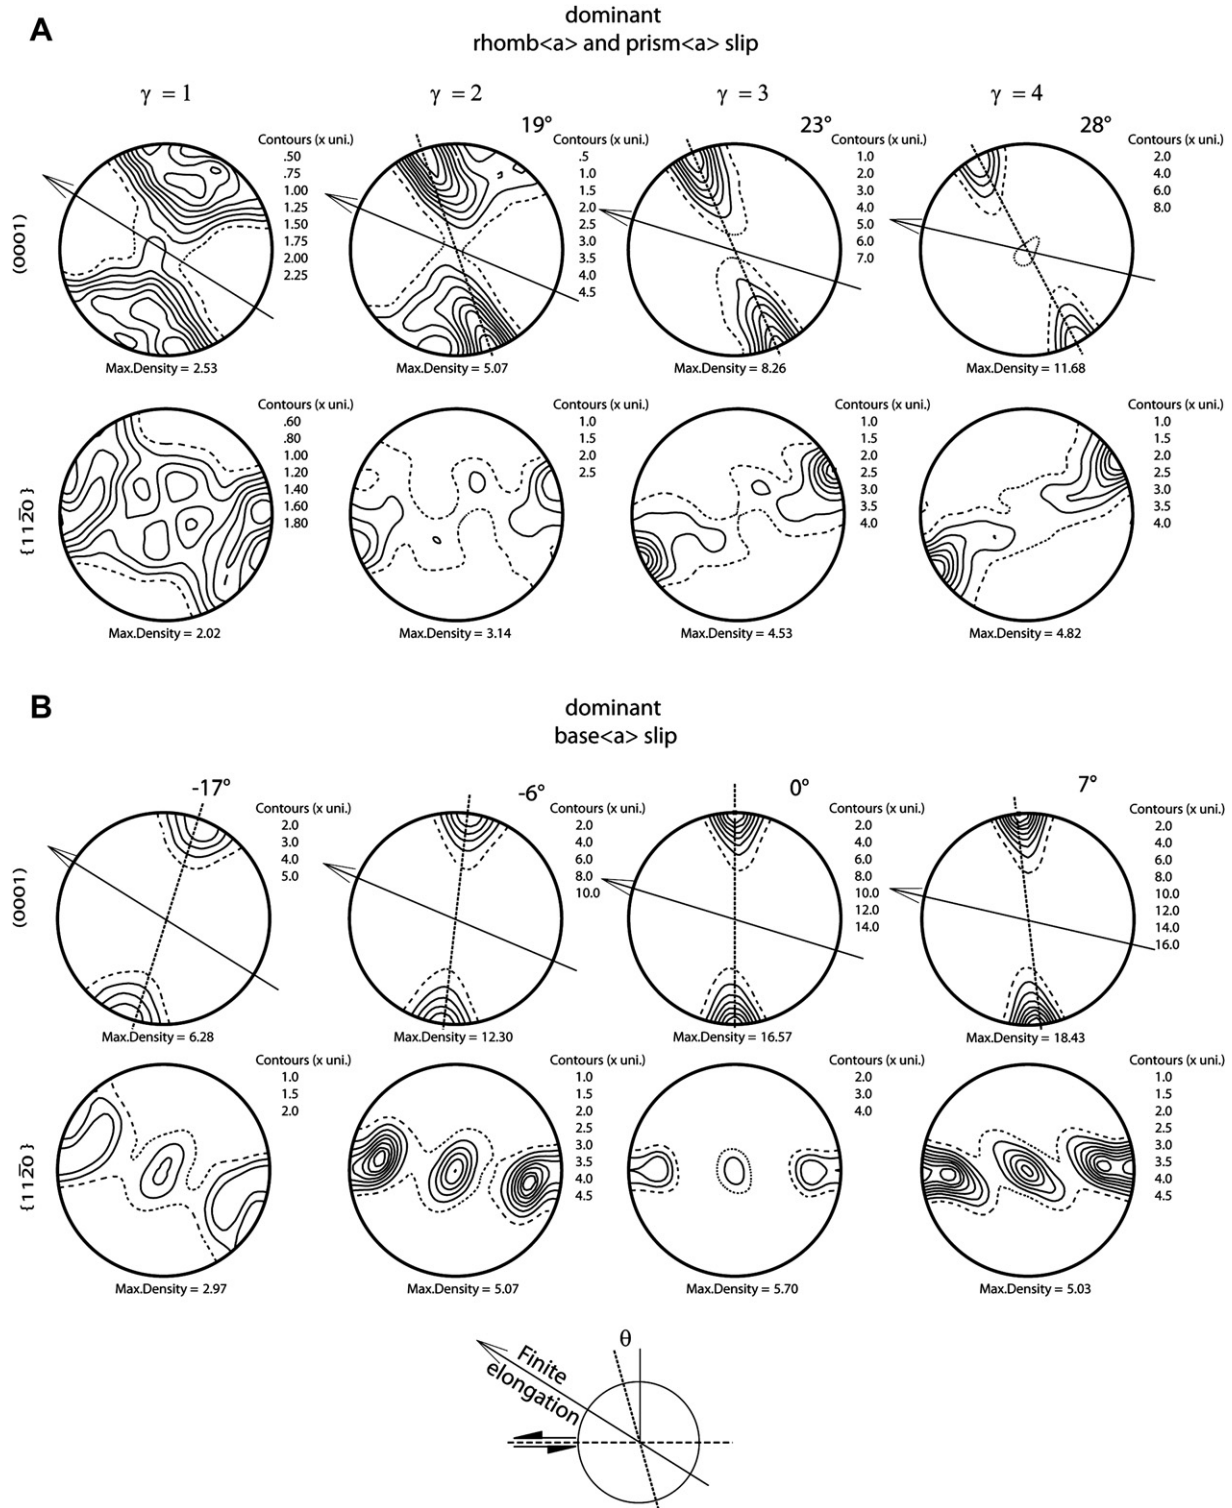 A
dominant
rhomb<a> and prism<a> slip
γ = 1
γ = 2
γ = 3
γ = 4
19°
23°
28°
(0001)
Contours (x uni.)
.50
.75
1.00
1.25
1.50
1.75
2.00
2.25
Max.Density = 2.53
Contours (x uni.)
.5
1.0
1.5
2.0
2.5
3.0
3.5
4.0
4.5
Max.Density = 5.07
Contours (x uni.)
1.0
2.0
3.0
4.0
5.0
6.0
7.0
Max.Density = 8.26
Contours (x uni.)
2.0
4.0
6.0
8.0
Max.Density = 11.68
{112̄0}
Contours (x uni.)
.60
.80
1.00
1.20
1.40
1.60
1.80
Max.Density = 2.02
Contours (x uni.)
1.0
1.5
2.0
2.5
Max.Density = 3.14
Contours (x uni.)
1.0
1.5
2.0
2.5
3.0
3.5
4.0
Max.Density = 4.53
Contours (x uni.)
1.0
1.5
2.0
2.5
3.0
3.5
4.0
Max.Density = 4.82
B
dominant
base<a> slip
-17°
-6°
0°
7°
(0001)
Contours (x uni.)
2.0
3.0
4.0
5.0
Max.Density = 6.28
Contours (x uni.)
2.0
4.0
6.0
8.0
10.0
Max.Density = 12.30
Contours (x uni.)
2.0
4.0
6.0
8.0
10.0
12.0
14.0
Max.Density = 16.57
Contours (x uni.)
2.0
4.0
6.0
8.0
10.0
12.0
14.0
16.0
Max.Density = 18.43
{112̄0}
Contours (x uni.)
1.0
1.5
2.0
Max.Density = 2.97
Contours (x uni.)
1.0
1.5
2.0
2.5
3.0
3.5
4.0
4.5
Max.Density = 5.07
Contours (x uni.)
2.0
3.0
4.0
Max.Density = 5.70
Contours (x uni.)
1.0
1.5
2.0
2.5
3.0
3.5
4.0
4.5
Max.Density = 5.03
θ
Finite
elongation